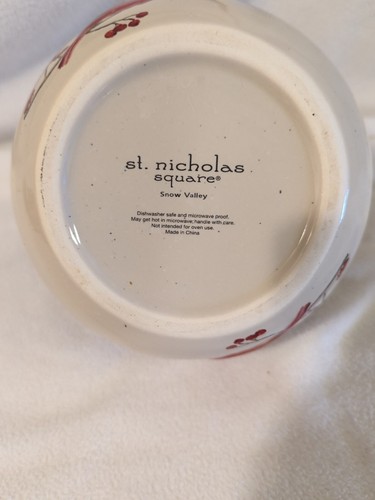 st. nicholas
square®
Snow Valley
Dishwasher safe and microwave proof.
May get hot in microwave; handle with care.
Not intended for oven use.
Made in China